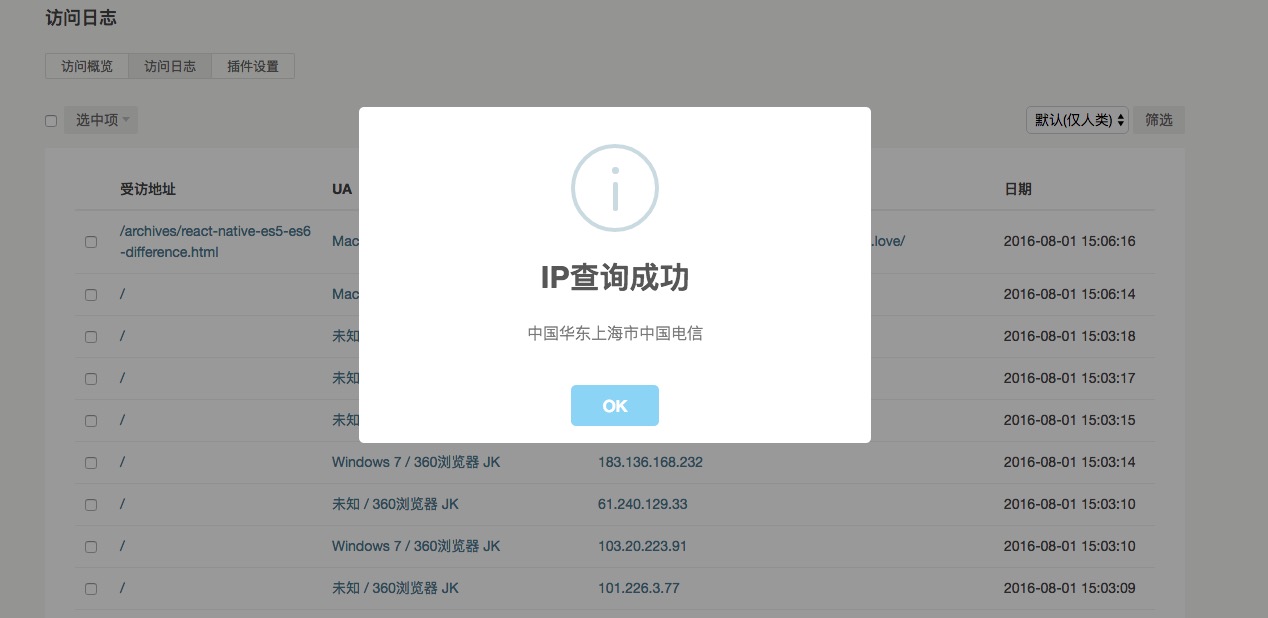 访问日志
访问概览 访问日志 插件设置
选中项 默认(仅人类) 筛选
受访地址 UA 日期
/archives/react-native-es5-es6
-difference.html
Mac .love/ 2016-08-01 15:06:16
/ Mac 2016-08-01 15:06:14
/ 未知 2016-08-01 15:03:18
/ 未知 2016-08-01 15:03:17
/ 未知 2016-08-01 15:03:15
IP查询成功
中国华东上海市中国电信
OK
/ Windows 7 / 360浏览器 JK 183.136.168.232 2016-08-01 15:03:14
/ 未知 / 360浏览器 JK 61.240.129.33 2016-08-01 15:03:10
/ Windows 7 / 360浏览器 JK 103.20.223.91 2016-08-01 15:03:10
/ 未知 / 360浏览器 JK 101.226.3.77 2016-08-01 15:03:09